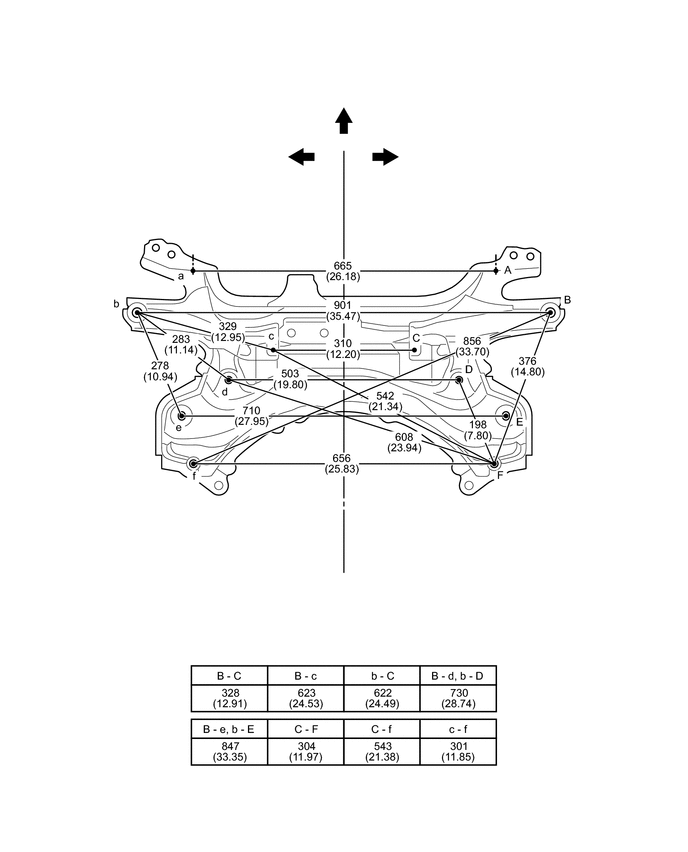 665
(26.18)
a
A
b
B
901
(35.47)
329
(12.95)
c
C
283
(11.14)
310
(12.20)
856
(33.70)
278
(10.94)
376
(14.80)
503
(19.80)
d
D
542
(21.34)
710
(27.95)
e
E
198
(7.80)
608
(23.94)
656
(25.83)
f
F
B - C B - c b - C B - d, b - D
328 623 622 730
(12.91) (24.53) (24.49) (28.74)
B - e, b - E C - F C - f c - f
847 304 543 301
(33.35) (11.97) (21.38) (11.85)